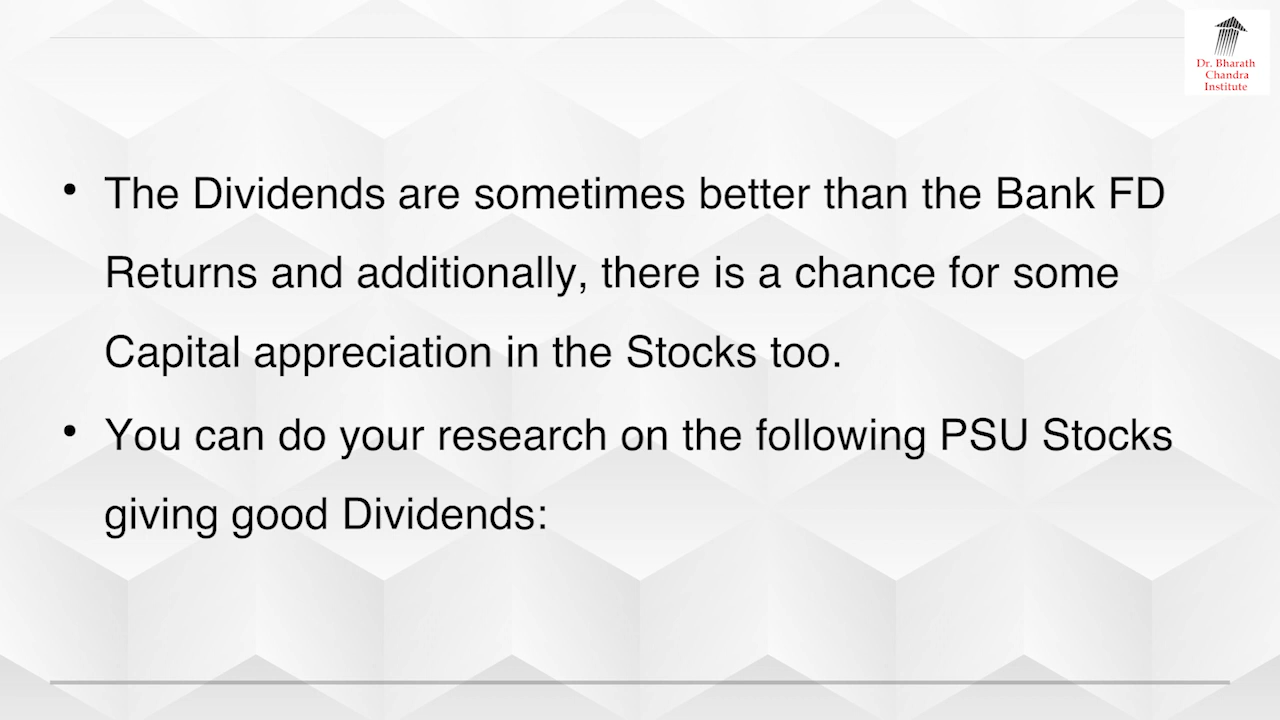 Dr. Bharath
Chandra
Institute
• The Dividends are sometimes better than the Bank FD
Returns and additionally, there is a chance for some
Capital appreciation in the Stocks too.
• You can do your research on the following PSU Stocks
giving good Dividends: